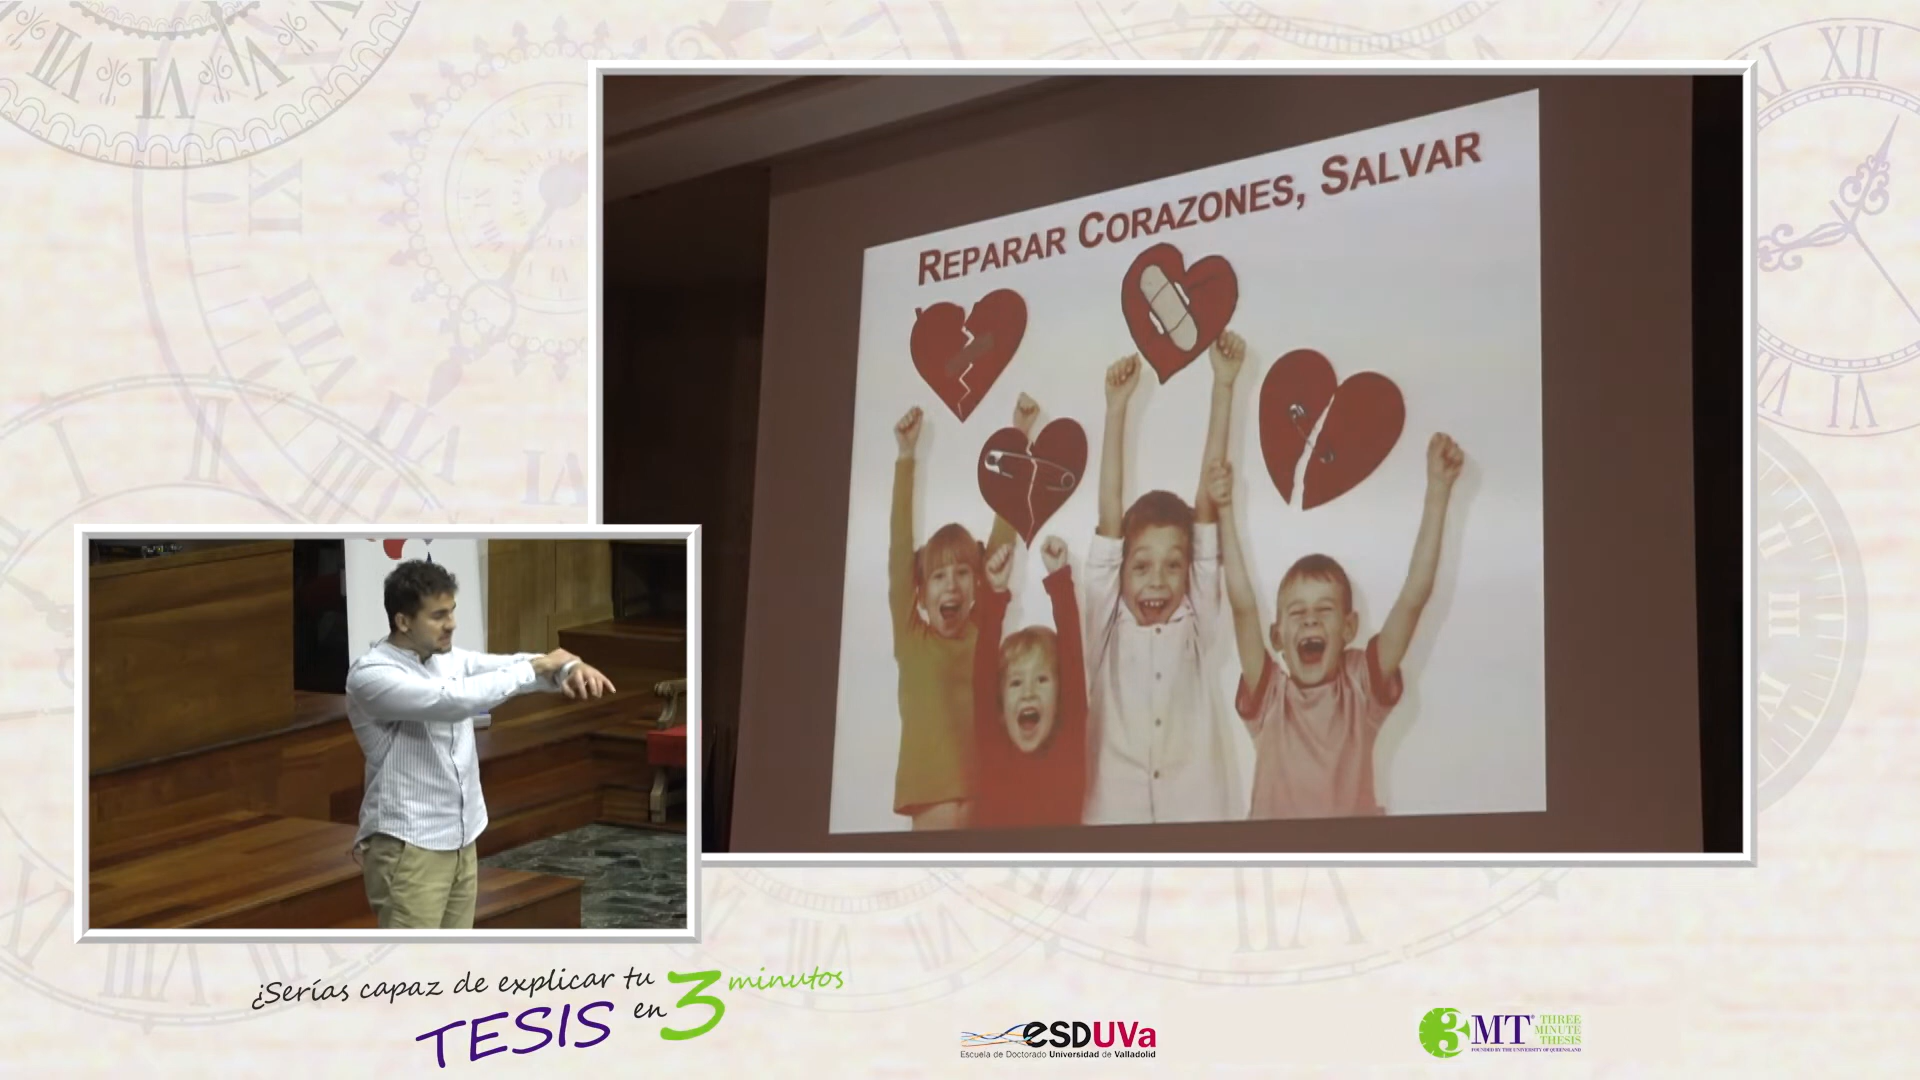 REPARAR CORAZONES, SALVAR
¿Serías capaz de explicar tu
TESIS en 3 minutos
esDUVa
Escuela de Doctorado Universidad de Valladolid
3MT® THREE
MINUTE
THESIS
FOUNDED BY THE UNIVERSITY OF QUEENSLAND